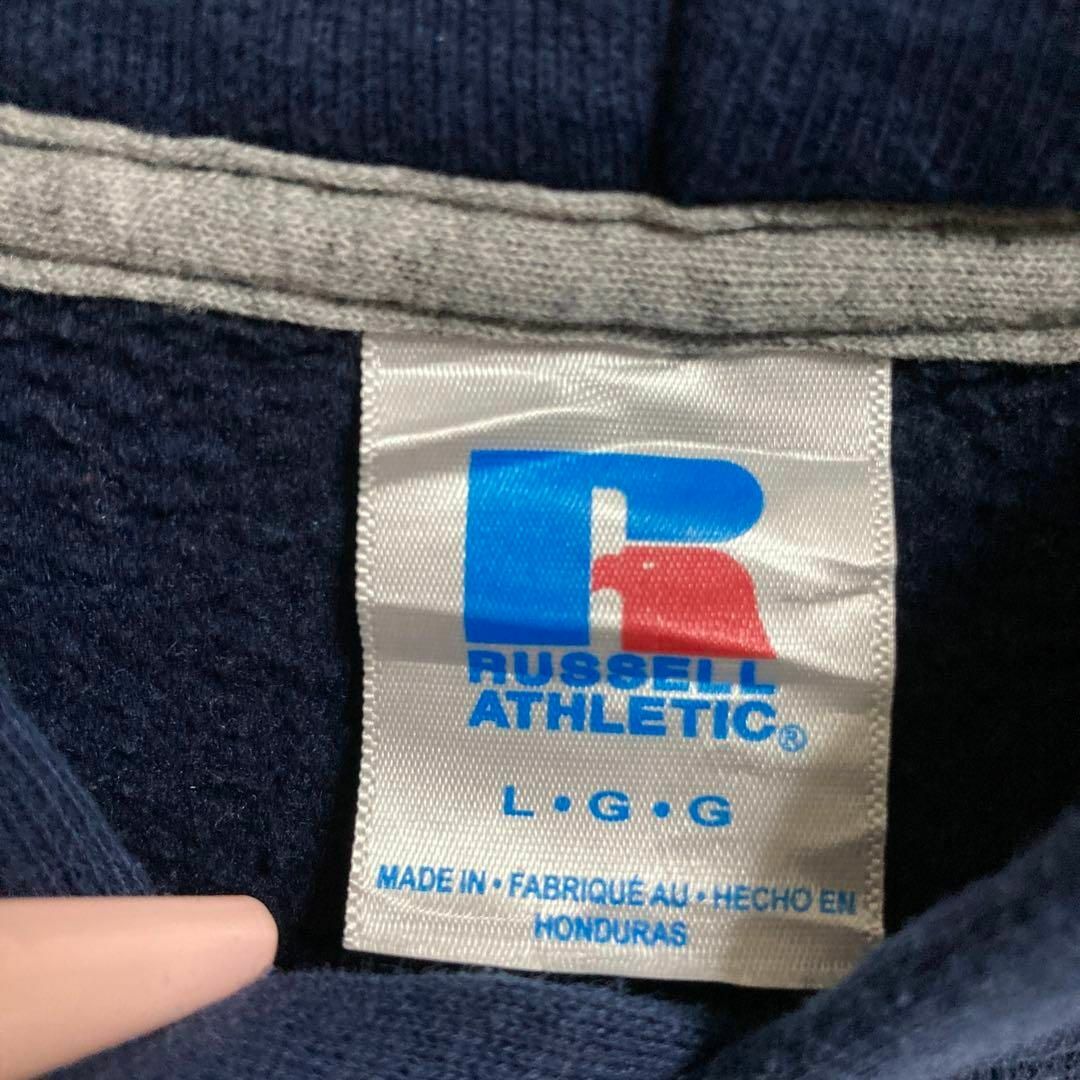 RUSSELL
ATHLETIC®
L • G • G
MADE IN • FABRIQUÉ AU • HECHO EN
HONDURAS